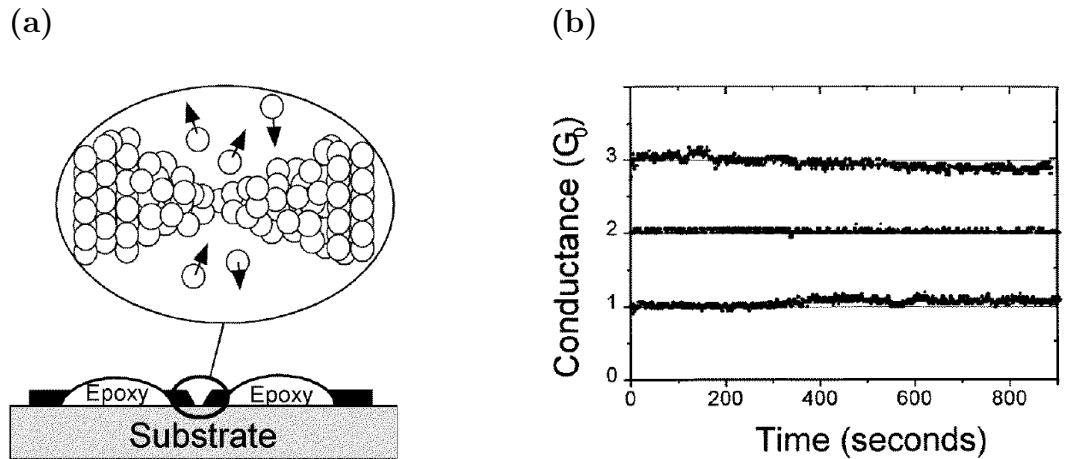 (a)
(b)
Epoxy
Epoxy
Substrate
Conductance (G₀)
3
2
1
0
0
200
400
600
800
Time (seconds)